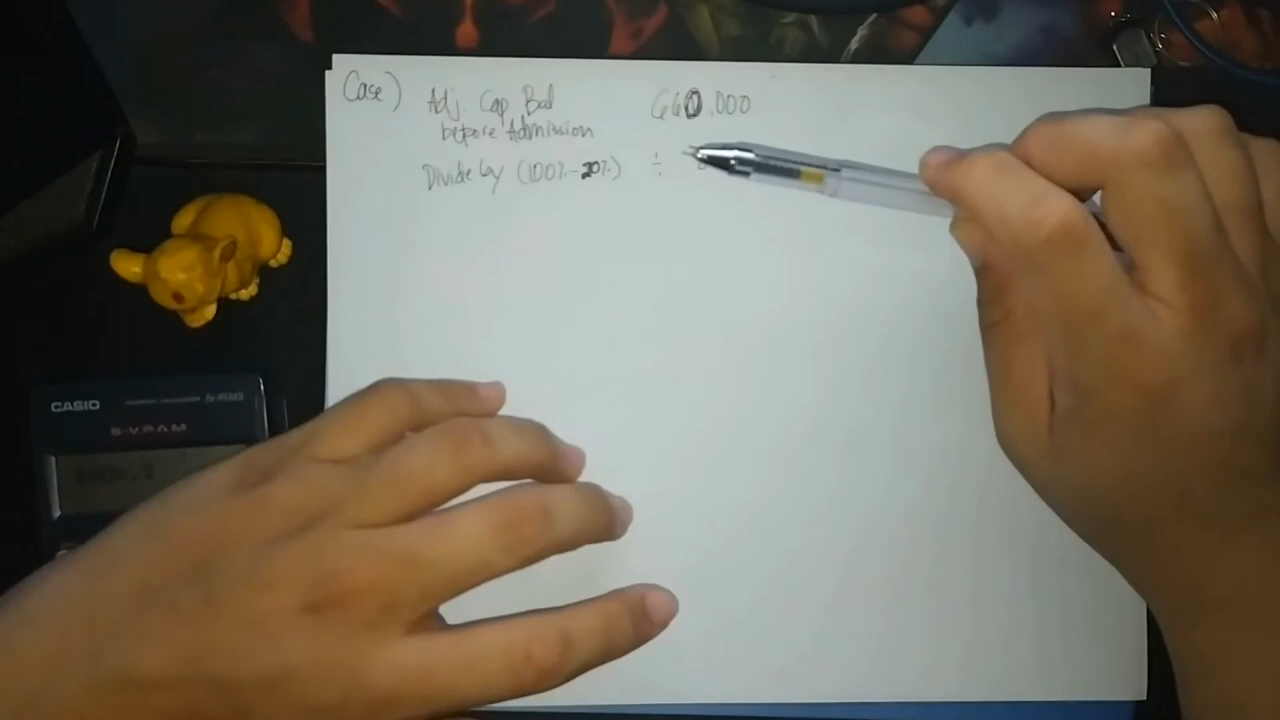 Case) Adj. Cap. Bal 660,000
before Admission
Divide by (100%-20%) ÷
CASIO
S-V.P.A.M.